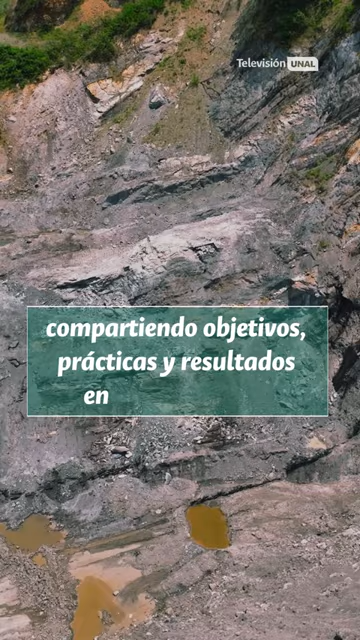 Televisión UNAL
compartiendo objetivos,
prácticas y resultados
en